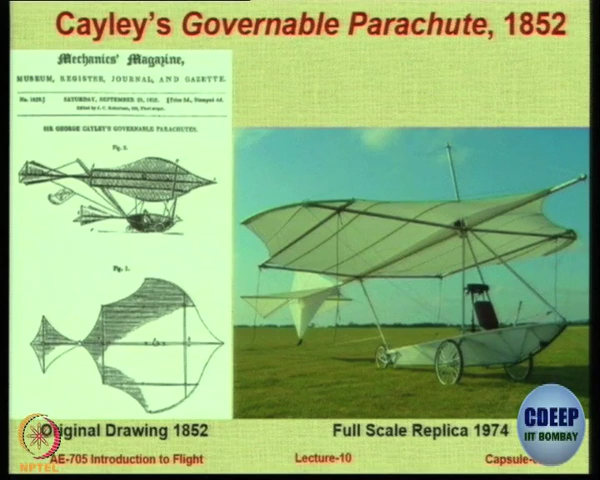 Cayley's Governable Parachute, 1852
Mechanics' Magazine,
MUSEUM, REGISTER, JOURNAL, AND GAZETTE.
SATURDAY, SEPTEMBER
SIR GEORGE CAYLEY'S GOVERNABLE PARACHUTES.
Fig. 2.
Fig. 1.
Original Drawing 1852
Full Scale Replica 1974
CDEEP
IIT BOMBAY
NPTEL
AE-705 Introduction to Flight
Lecture-10